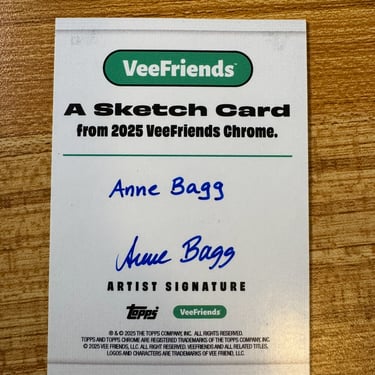 VeeFriends™
A Sketch Card
from 2025 VeeFriends Chrome.
Anne Bagg
Anne Bagg
ARTIST SIGNATURE
Topps VeeFriends
® & © 2025 THE TOPPS COMPANY, INC. ALL RIGHTS RESERVED.
TOPPS AND TOPPS CHROME ARE REGISTERED TRADEMARKS OF THE TOPPS COMPANY, INC.
© 2025 VEE FRIENDS, LLC. ALL RIGHT RESERVED. VEEFRIENDS AND ALL RELATED TITLES,
LOGOS AND CHARACTERS ARE TRADEMARKS OF VEE FRIEND, LLC.